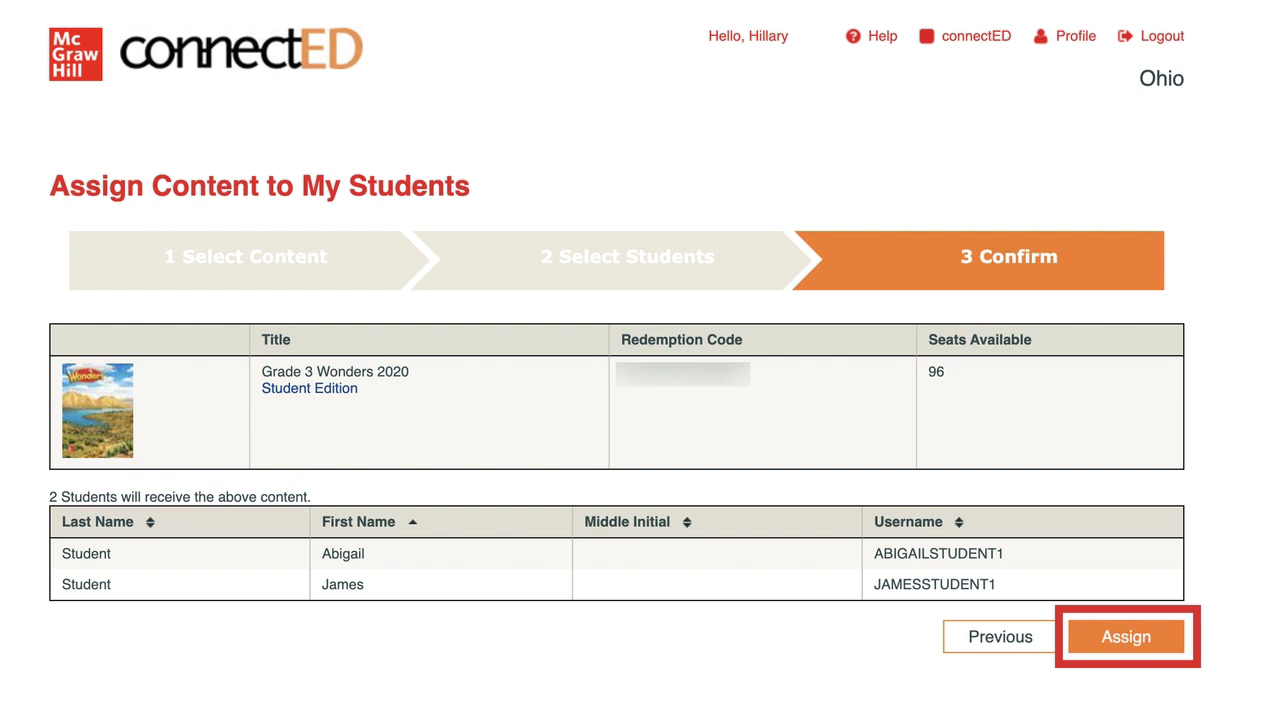 Mc
Graw
Hill
connectED
Hello, Hillary
Help
connectED
Profile
Logout
Ohio
Assign Content to My Students
1 Select Content
2 Select Students
3 Confirm
Title
Redemption Code
Seats Available
Wonders
Grade 3 Wonders 2020
Student Edition
96
2 Students will receive the above content.
Last Name
First Name
Middle Initial
Username
Student
Abigail
ABIGAILSTUDENT1
Student
James
JAMESSTUDENT1
Previous
Assign